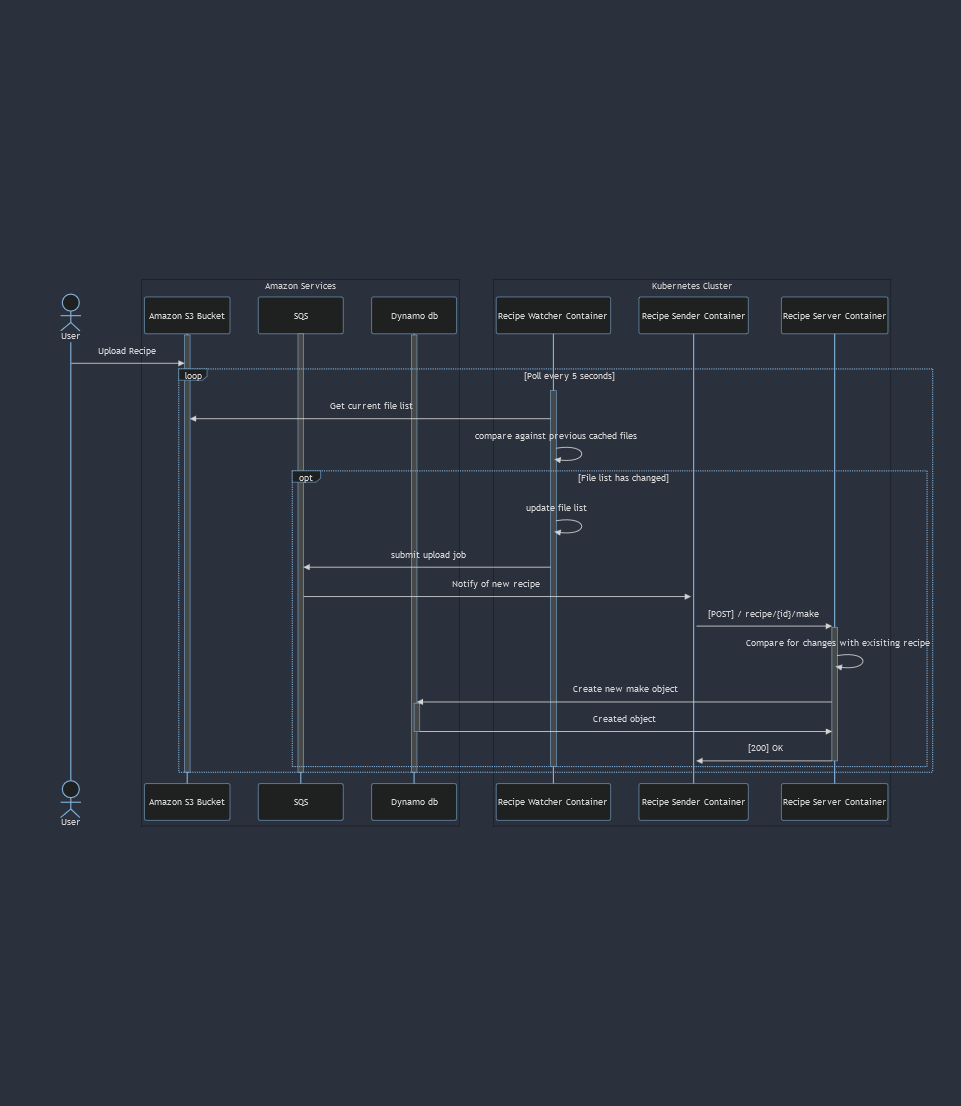 Amazon Services
Kubernetes Cluster
User
Amazon S3 Bucket
SQS
Dynamo db
Recipe Watcher Container
Recipe Sender Container
Recipe Server Container
Upload Recipe
loop
[Poll every 5 seconds]
Get current file list
compare against previous cached files
opt
[File list has changed]
update file list
submit upload job
Notify of new recipe
[POST] / recipe/{id}/make
Compare for changes with exisiting recipe
Create new make object
Created object
[200] OK
User
Amazon S3 Bucket
SQS
Dynamo db
Recipe Watcher Container
Recipe Sender Container
Recipe Server Container